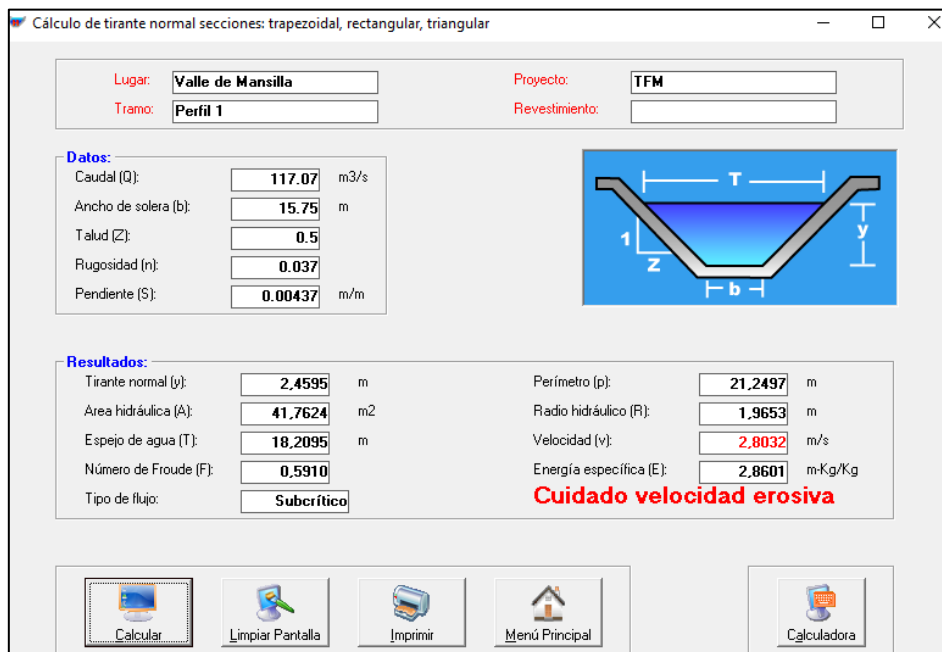 Cálculo de tirante normal secciones: trapezoidal, rectangular, triangular
Lugar: Valle de Mansilla Proyecto: TFM
Tramo: Perfil 1 Revestimiento:
Datos:
Caudal (Q): 117.07 m3/s
Ancho de solera (b): 15.75 m
Talud (Z): 0.5
Rugosidad (n): 0.037
Pendiente (S): 0.00437 m/m
T
1
Z
y
b
Resultados:
Tirante normal (y): 2,4595 m Perímetro (p): 21,2497 m
Area hidráulica (A): 41,7624 m2 Radio hidráulico (R): 1,9653 m
Espejo de agua (T): 18,2095 m Velocidad (v): 2,8032 m/s
Número de Froude (F): 0,5910 Energía específica (E): 2,8601 m-Kg/Kg
Tipo de flujo: Subcrítico Cuidado velocidad erosiva
Calcular Limpiar Pantalla Imprimir Menú Principal Calculadora